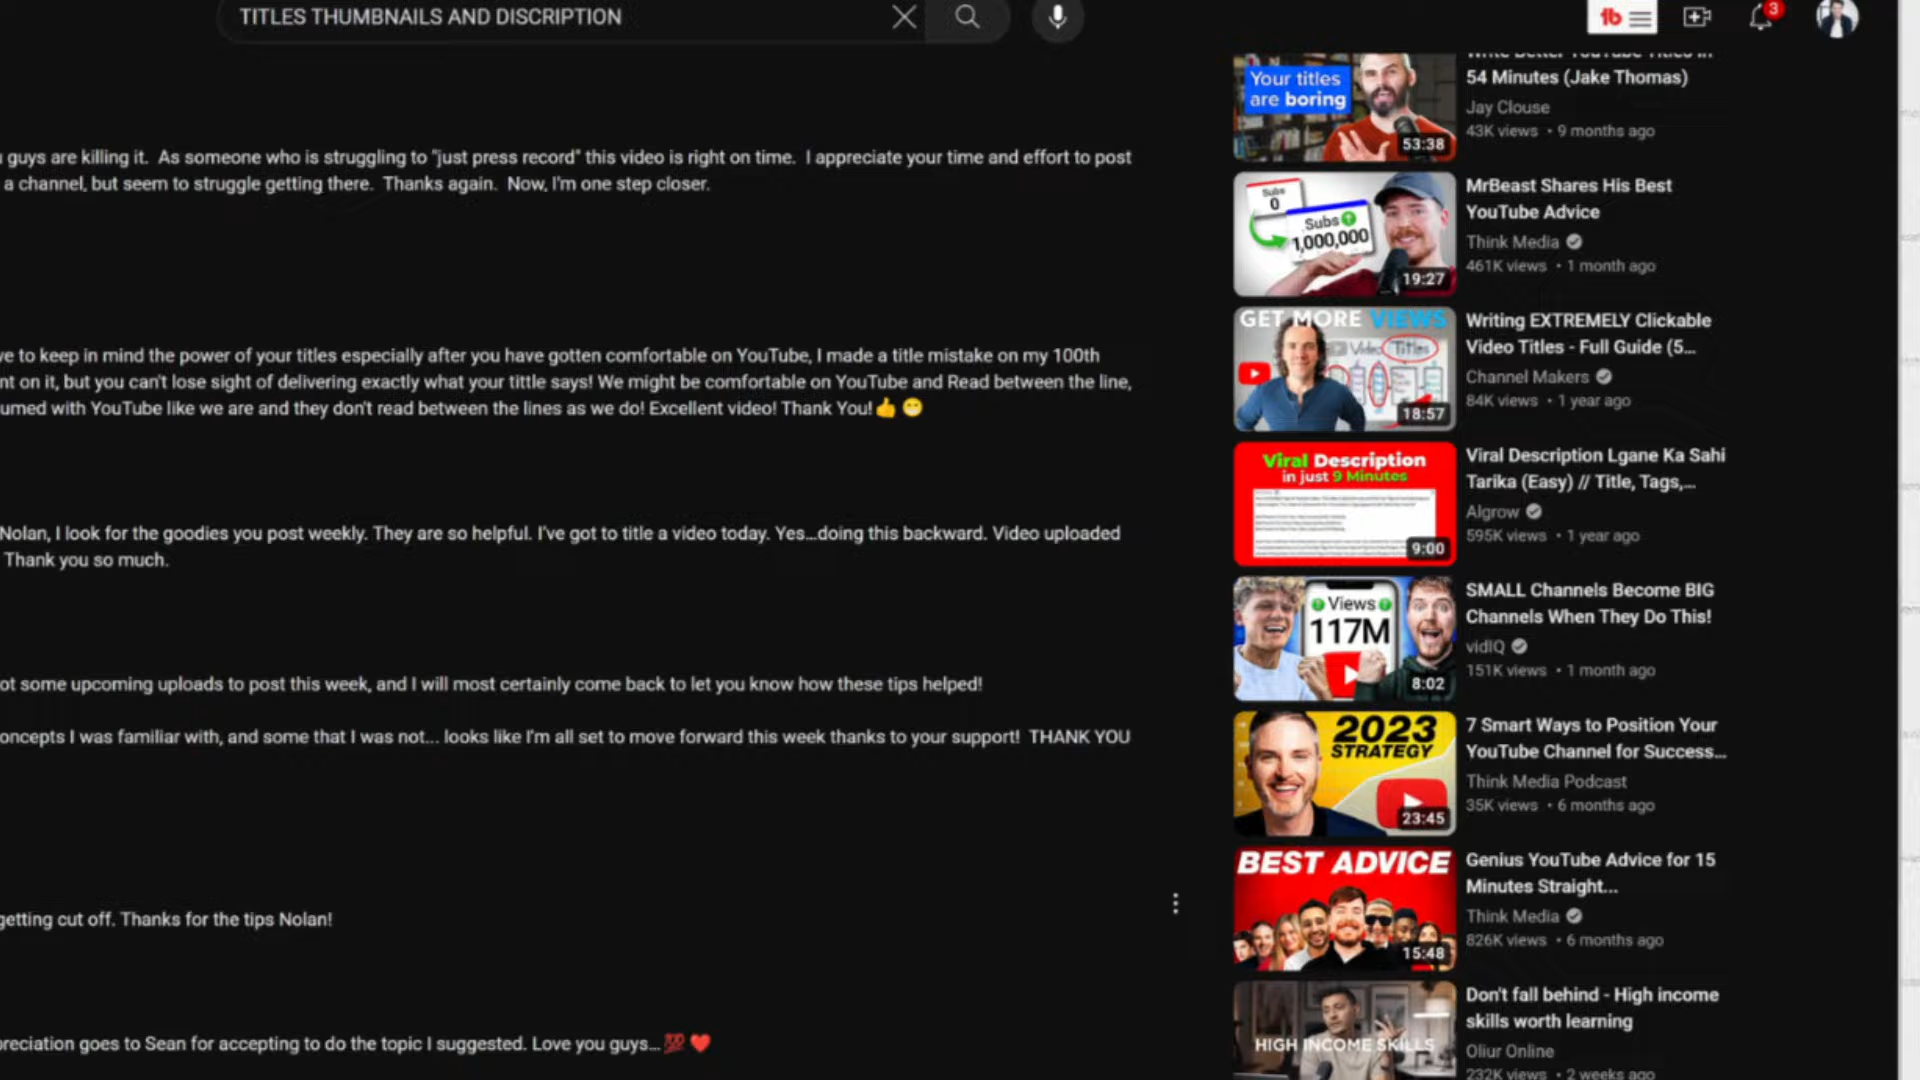 TITLES THUMBNAILS AND DISCRIPTION
3
guys are killing it. As someone who is struggling to "just press record" this video is right on time. I appreciate your time and effort to post
a channel, but seem to struggle getting there. Thanks again. Now, I'm one step closer.
to keep in mind the power of your titles especially after you have gotten comfortable on YouTube, I made a title mistake on my 100th
on it, but you can't lose sight of delivering exactly what your tittle says! We might be comfortable on YouTube and Read between the line,
with YouTube like we are and they don't read between the lines as we do! Excellent video! Thank You!👍😁
Nolan, I look for the goodies you post weekly. They are so helpful. I've got to title a video today. Yes...doing this backward. Video uploaded
Thank you so much.
some upcoming uploads to post this week, and I will most certainly come back to let you know how these tips helped!
oncepts I was familiar with, and some that I was not... looks like I'm all set to move forward this week thanks to your support! THANK YOU
getting cut off. Thanks for the tips Nolan!
preciation goes to Sean for accepting to do the topic I suggested. Love you guys...💯❤️
Your titles
are boring
53:38
Write Better YouTube Titles in
54 Minutes (Jake Thomas)
Jay Clouse
43K views • 9 months ago
Subs
0
Subs
1,000,000
19:27
MrBeast Shares His Best
YouTube Advice
Think Media
461K views • 1 month ago
GET MORE VIEWS
Video Titles
18:57
Writing EXTREMELY Clickable
Video Titles - Full Guide (5...
Channel Makers
84K views • 1 year ago
Viral Description
in just 9 Minutes
9:00
Viral Description Lgane Ka Sahi
Tarika (Easy) // Title, Tags,...
Algrow
595K views • 1 year ago
Views
117M
8:02
SMALL Channels Become BIG
Channels When They Do This!
vidIQ
151K views • 1 month ago
2023
STRATEGY
23:45
7 Smart Ways to Position Your
YouTube Channel for Success...
Think Media Podcast
35K views • 6 months ago
BEST ADVICE
15:48
Genius YouTube Advice for 15
Minutes Straight...
Think Media
826K views • 6 months ago
HIGH INCOME SKILLS
Don't fall behind - High income
skills worth learning
Oliur Online
232K views • 2 weeks ago